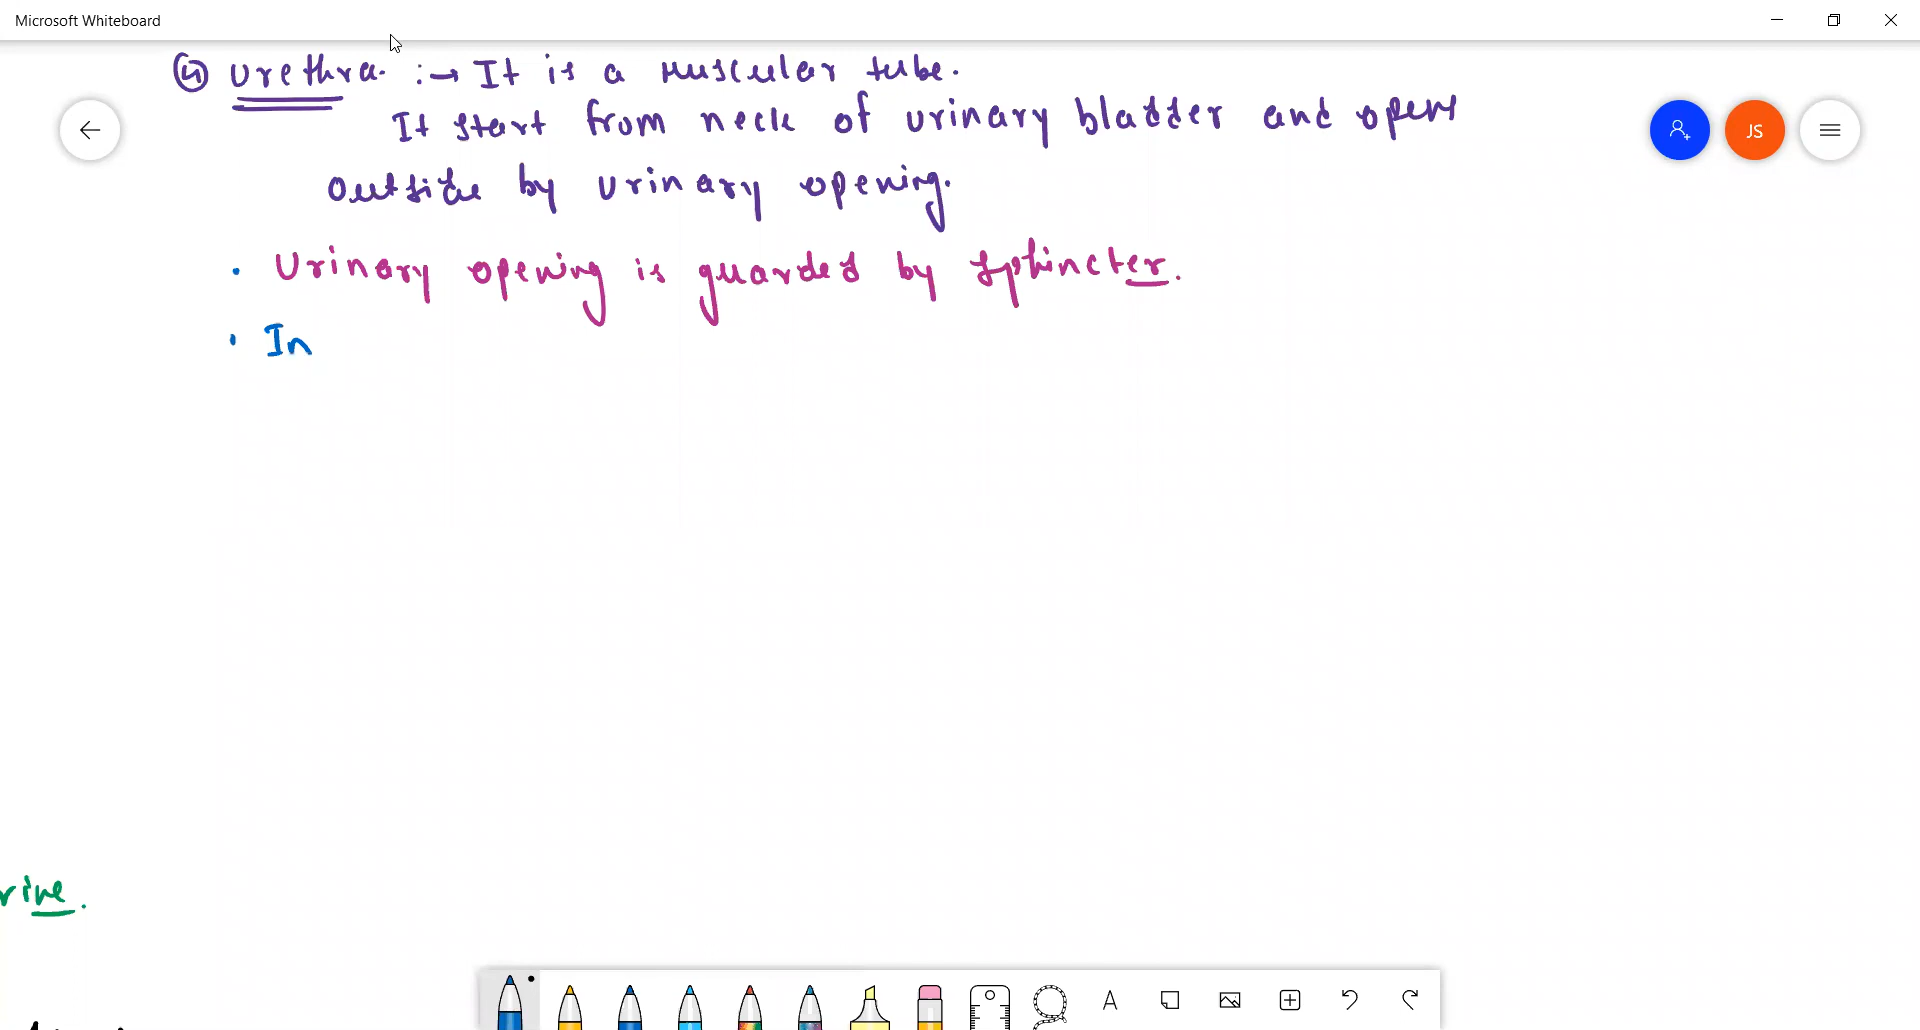 Microsoft Whiteboard
④ Urethra. :→ It is a muscular tube.
It start from neck of urinary bladder and opens
outside by urinary opening.
JS
• Urinary opening is guarded by sphincter.
• In
rine.
A